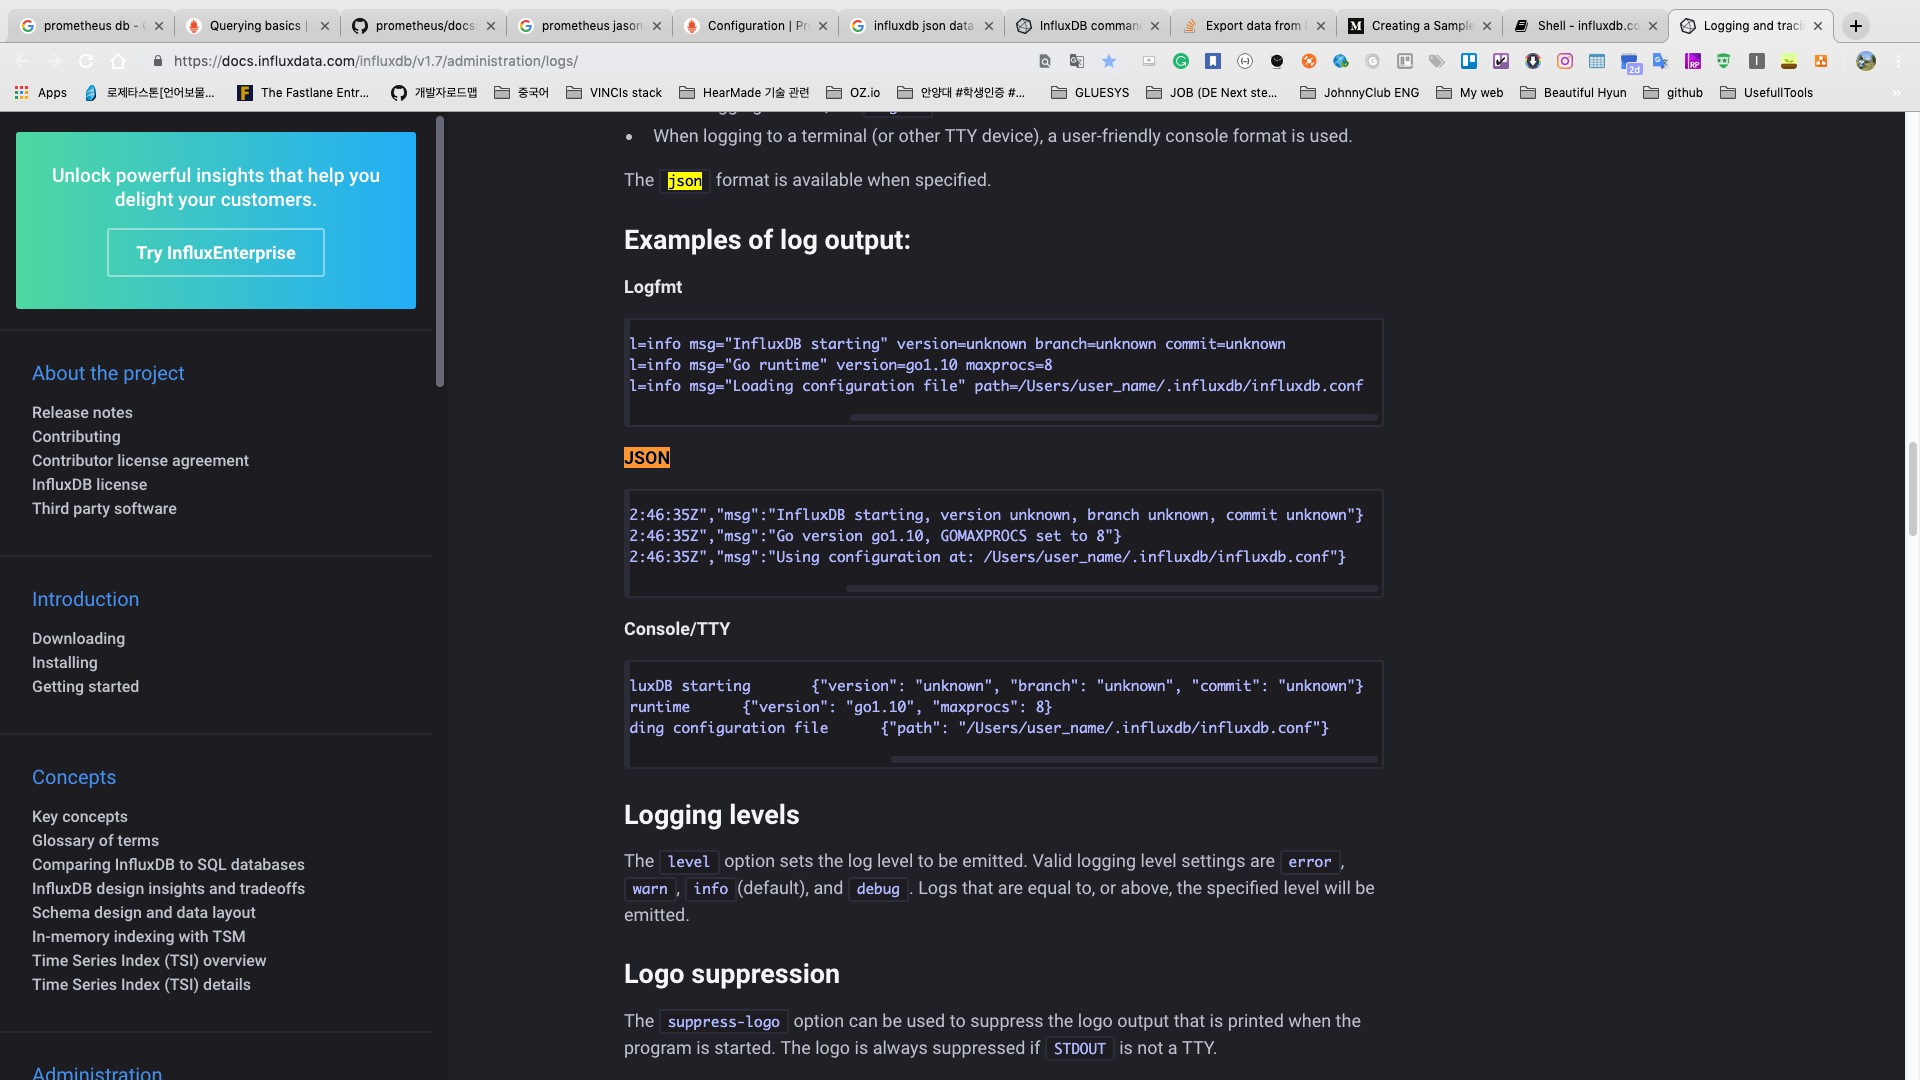 prometheus db - Querying basics | prometheus/docs prometheus jason Configuration | Pr influxdb json data InfluxDB comman Export data from Creating a Sample Shell - influxdb.co Logging and traci
https://docs.influxdata.com/influxdb/v1.7/administration/logs/
2d
Apps 로제타스톤[언어보물... The Fastlane Entr... 개발자로드맵 중국어 VINCIs stack HearMade 기술 관련 OZ.io 안양대 #학생인증 #... GLUESYS JOB (DE Next ste... JohnnyClub ENG My web Beautiful Hyun github UsefullTools »
Unlock powerful insights that help you
delight your customers.
Try InfluxEnterprise
About the project
Release notes
Contributing
Contributor license agreement
InfluxDB license
Third party software
Introduction
Downloading
Installing
Getting started
Concepts
Key concepts
Glossary of terms
Comparing InfluxDB to SQL databases
InfluxDB design insights and tradeoffs
Schema design and data layout
In-memory indexing with TSM
Time Series Index (TSI) overview
Time Series Index (TSI) details
Administration
• When logging to a terminal (or other TTY device), a user-friendly console format is used.
The json format is available when specified.
Examples of log output:
Logfmt
l=info msg="InfluxDB starting" version=unknown branch=unknown commit=unknown
l=info msg="Go runtime" version=go1.10 maxprocs=8
l=info msg="Loading configuration file" path=/Users/user_name/.influxdb/influxdb.conf
JSON
2:46:35Z","msg":"InfluxDB starting, version unknown, branch unknown, commit unknown"}
2:46:35Z","msg":"Go version go1.10, GOMAXPROCS set to 8"}
2:46:35Z","msg":"Using configuration at: /Users/user_name/.influxdb/influxdb.conf"}
Console/TTY
luxDB starting {"version": "unknown", "branch": "unknown", "commit": "unknown"}
runtime {"version": "go1.10", "maxprocs": 8}
ding configuration file {"path": "/Users/user_name/.influxdb/influxdb.conf"}
Logging levels
The level option sets the log level to be emitted. Valid logging level settings are error,
warn, info (default), and debug. Logs that are equal to, or above, the specified level will be
emitted.
Logo suppression
The suppress-logo option can be used to suppress the logo output that is printed when the
program is started. The logo is always suppressed if STDOUT is not a TTY.